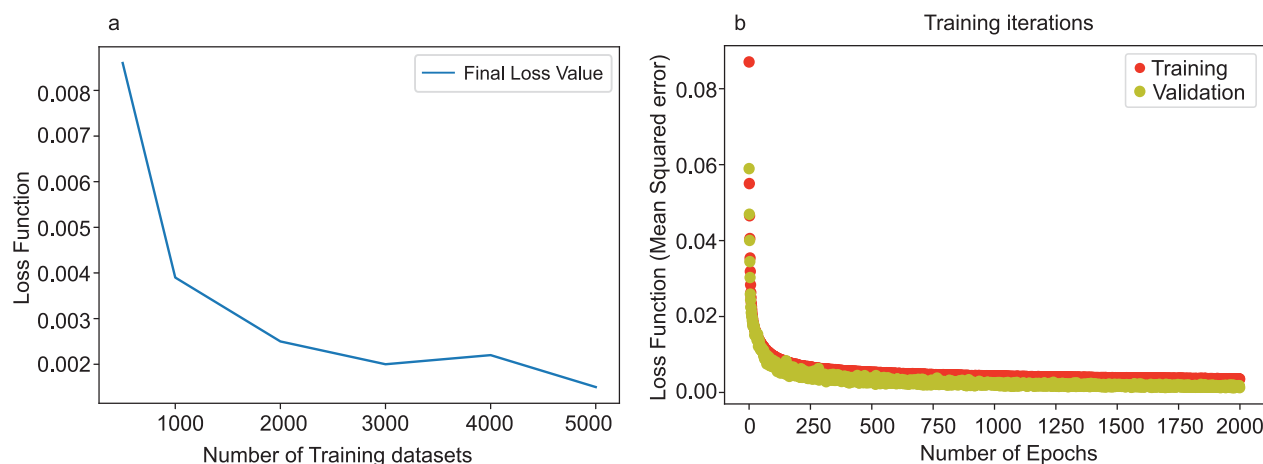 a
Loss Function
0.008
0.007
0.006
0.005
0.004
0.003
0.002
Final Loss Value
1000 2000 3000 4000 5000
Number of Training datasets
b
Training iterations
Loss Function (Mean Squared error)
0.08
0.06
0.04
0.02
0.00
Training
Validation
0 250 500 750 1000 1250 1500 1750 2000
Number of Epochs